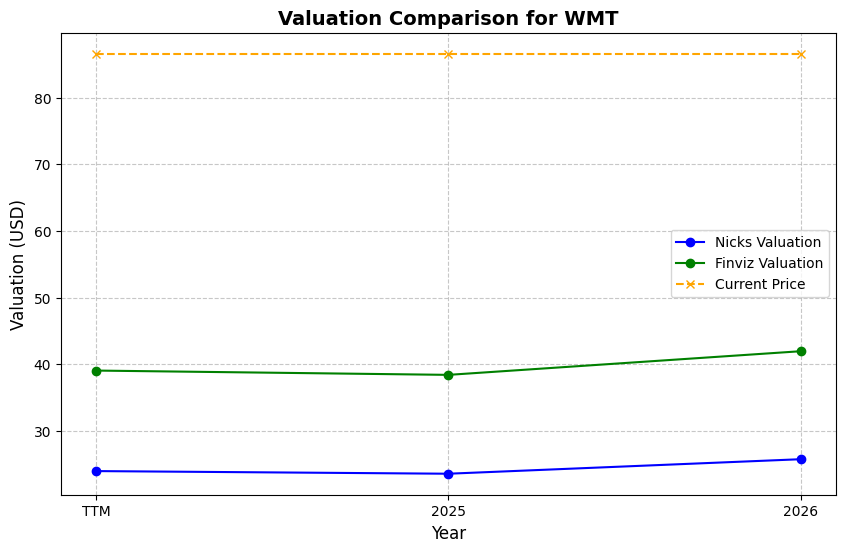 Valuation Comparison for WMT
Valuation (USD)
80
70
60
50
40
30
Nicks Valuation
Finviz Valuation
Current Price
TTM
2025
2026
Year